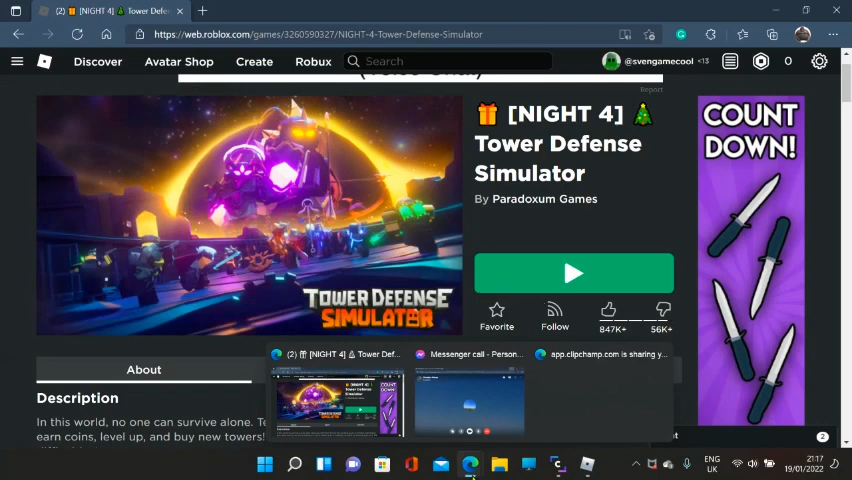 (2) 🎁 [NIGHT 4] 🎄 Tower Defen
https://web.roblox.com/games/3260590327/NIGHT-4-Tower-Defense-Simulator
Discover
Avatar Shop
Create
Robux
Search
@svengamecool
<13
0
Report
🎁 [NIGHT 4] 🎄
Tower Defense
Simulator
By Paradoxum Games
TOWER DEFENSE
SIMULATOR
Favorite
Follow
847K+
56K+
COUNT
DOWN!
About
Description
In this world, no one can survive alone.
earn coins, level up, and buy new towers!
(2) 🎁 [NIGHT 4] 🎄 Tower Def...
Messenger call - Person...
app.clipchamp.com is sharing y...
2
ENG
UK
21:17
19/01/2022